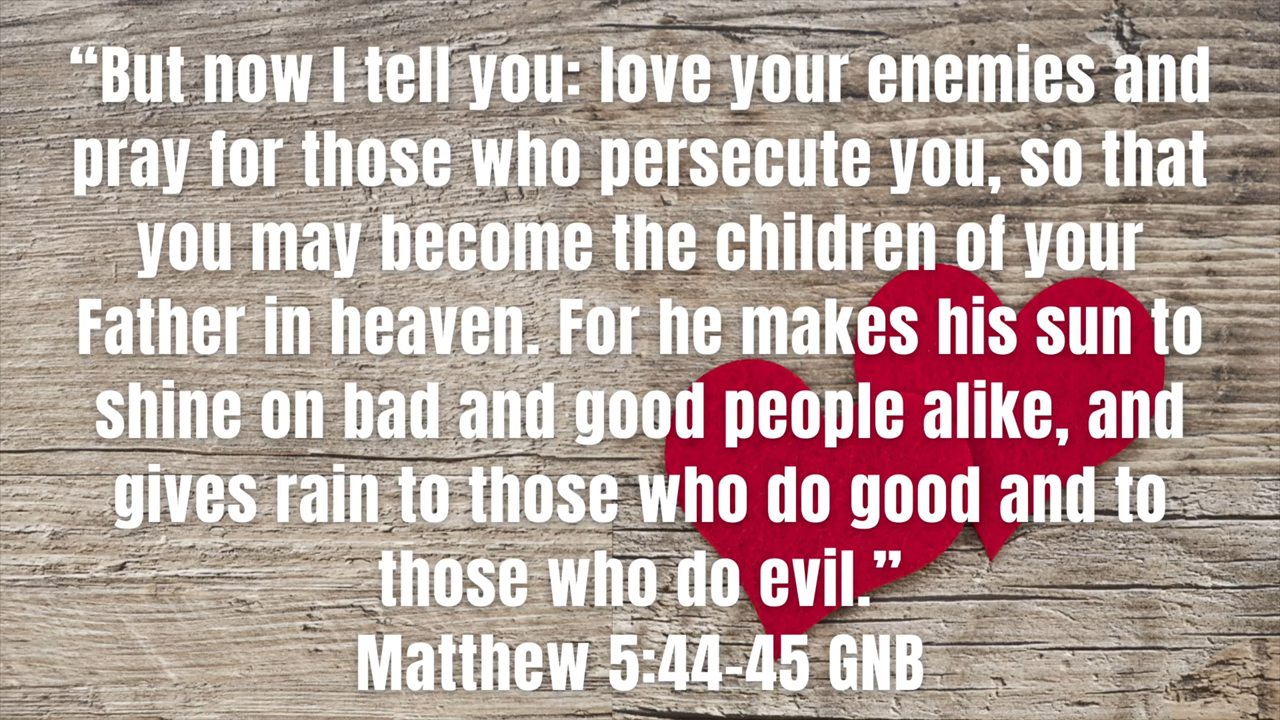 “But now I tell you: love your enemies and
pray for those who persecute you, so that
you may become the children of your
Father in heaven. For he makes his sun to
shine on bad and good people alike, and
gives rain to those who do good and to
those who do evil.”
Matthew 5:44-45 GNB